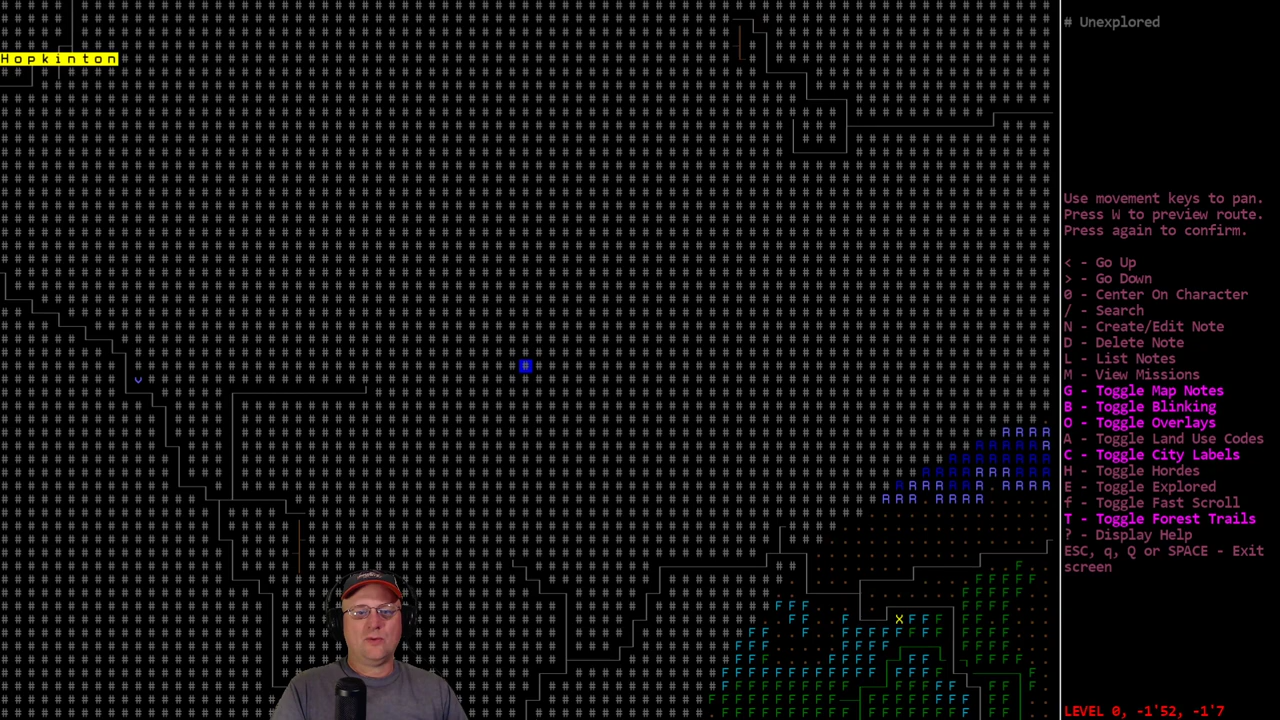 # Unexplored
Hopkinton
Use movement keys to pan.
Press W to preview route.
Press again to confirm.
< - Go Up
> - Go Down
0 - Center On Character
/ - Search
N - Create/Edit Note
D - Delete Note
L - List Notes
M - View Missions
G - Toggle Map Notes
B - Toggle Blinking
O - Toggle Overlays
A - Toggle Land Use Codes
C - Toggle City Labels
H - Toggle Hordes
E - Toggle Explored
f - Toggle Fast Scroll
T - Toggle Forest Trails
? - Display Help
ESC, q, Q or SPACE - Exit
screen
LEVEL 0, -1'52, -1'7